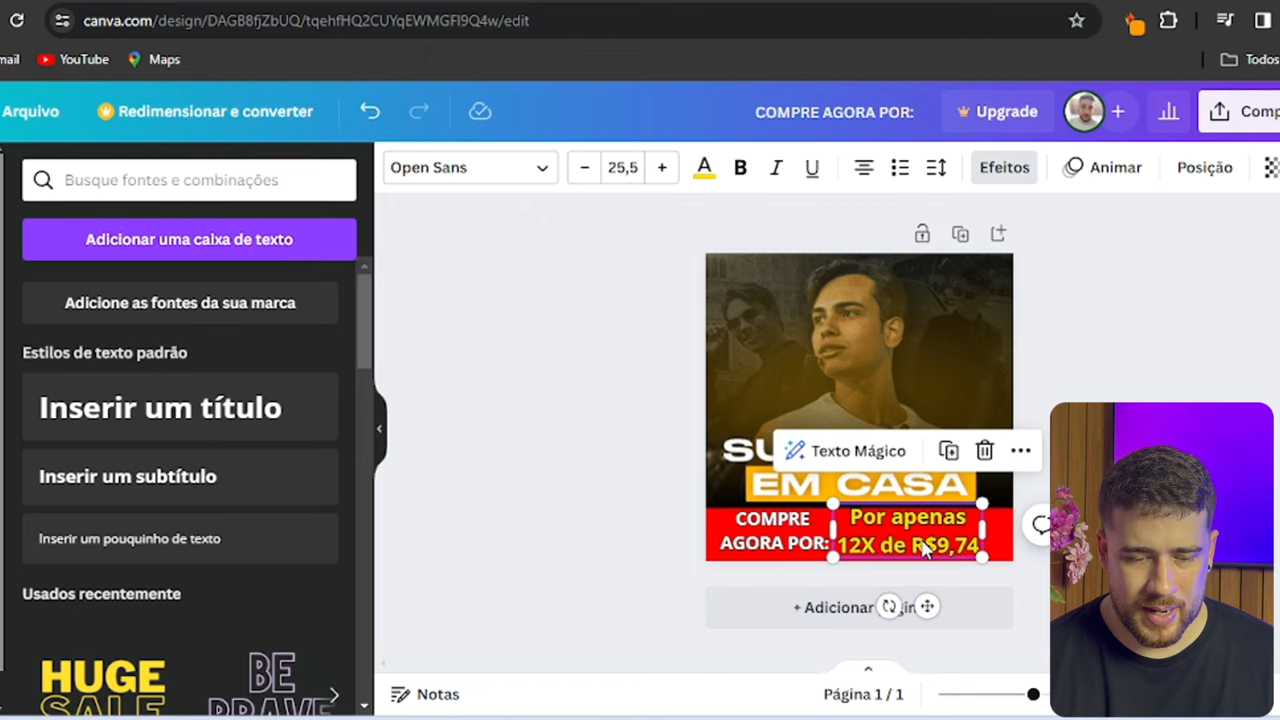 canva.com/design/DAGB8fjZbUQ/tqehfHQ2CUYqEWMGFI9Q4w/edit
mail
YouTube
Maps
Todos
Arquivo
Redimensionar e converter
COMPRE AGORA POR:
Upgrade
Comp
Busque fontes e combinações
Open Sans
25,5
A
B
I
U
Efeitos
Animar
Posição
Adicionar uma caixa de texto
Adicione as fontes da sua marca
Estilos de texto padrão
Inserir um título
Inserir um subtítulo
Inserir um pouquinho de texto
Usados recentemente
HUGE
SALE
BE
BRAVE
Texto Mágico
SU
EM CASA
COMPRE
AGORA POR:
Por apenas
12X de R$9,74
+ Adicionar
Notas
Página 1 / 1